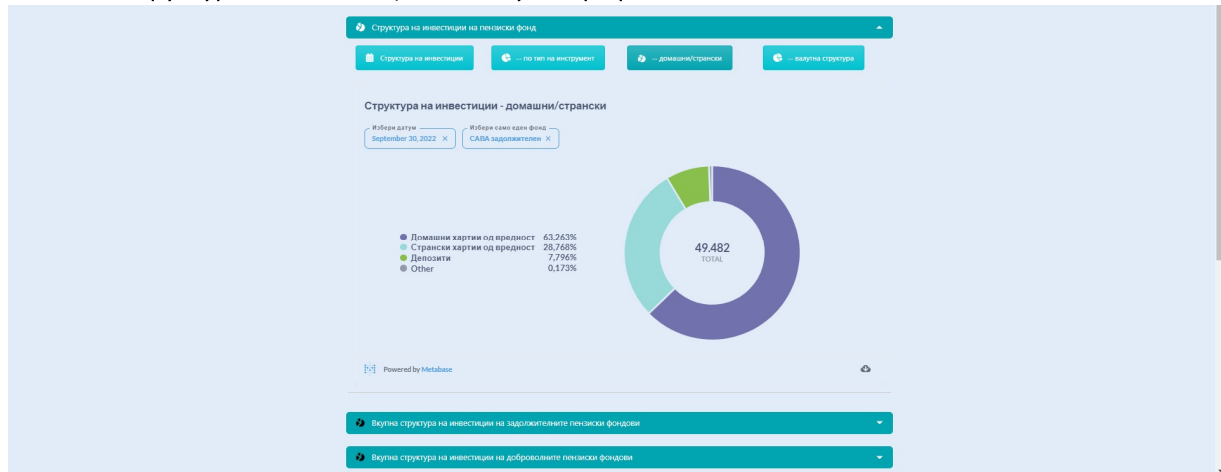 Структура на инвестиции на пензиски фонд
Структура на инвестиции
-- по тип на инструмент
-- домашни/странски
-- валутна структура
Структура на инвестиции - домашни/странски
Избери датум
Избери само еден фонд
September 30, 2022 ×
САВА задолжителен ×
Домашни хартии од вредност 63,263%
Странски хартии од вредност 28,768%
Депозити 7,796%
Other 0,173%
49.482
TOTAL
Powered by Metabase
Вкупна структура на инвестиции на задолжителните пензиски фондови
Вкупна структура на инвестиции на доброволните пензиски фондови